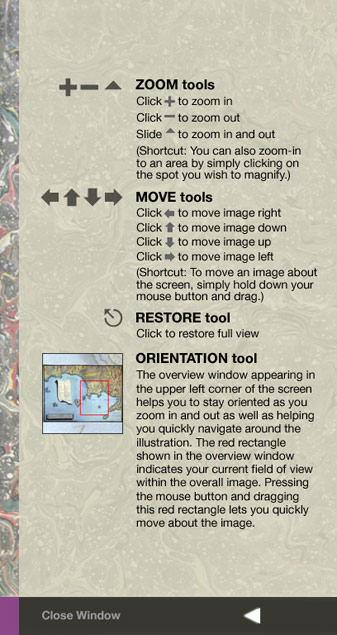 ZOOM tools
Click + to zoom in
Click − to zoom out
Slide to zoom in and out
(Shortcut: You can also zoom-in
to an area by simply clicking on
the spot you wish to magnify.)
MOVE tools
Click ⬅ to move image right
Click ⬆ to move image down
Click ⬇ to move image up
Click ➡ to move image left
(Shortcut: To move an image about
the screen, simply hold down your
mouse button and drag.)
RESTORE tool
Click to restore full view
ORIENTATION tool
The overview window appearing in
the upper left corner of the screen
helps you to stay oriented as you
zoom in and out as well as helping
you quickly navigate around the
illustration. The red rectangle
shown in the overview window
indicates your current field of view
within the overall image. Pressing
the mouse button and dragging
this red rectangle lets you quickly
move about the image.
Close Window